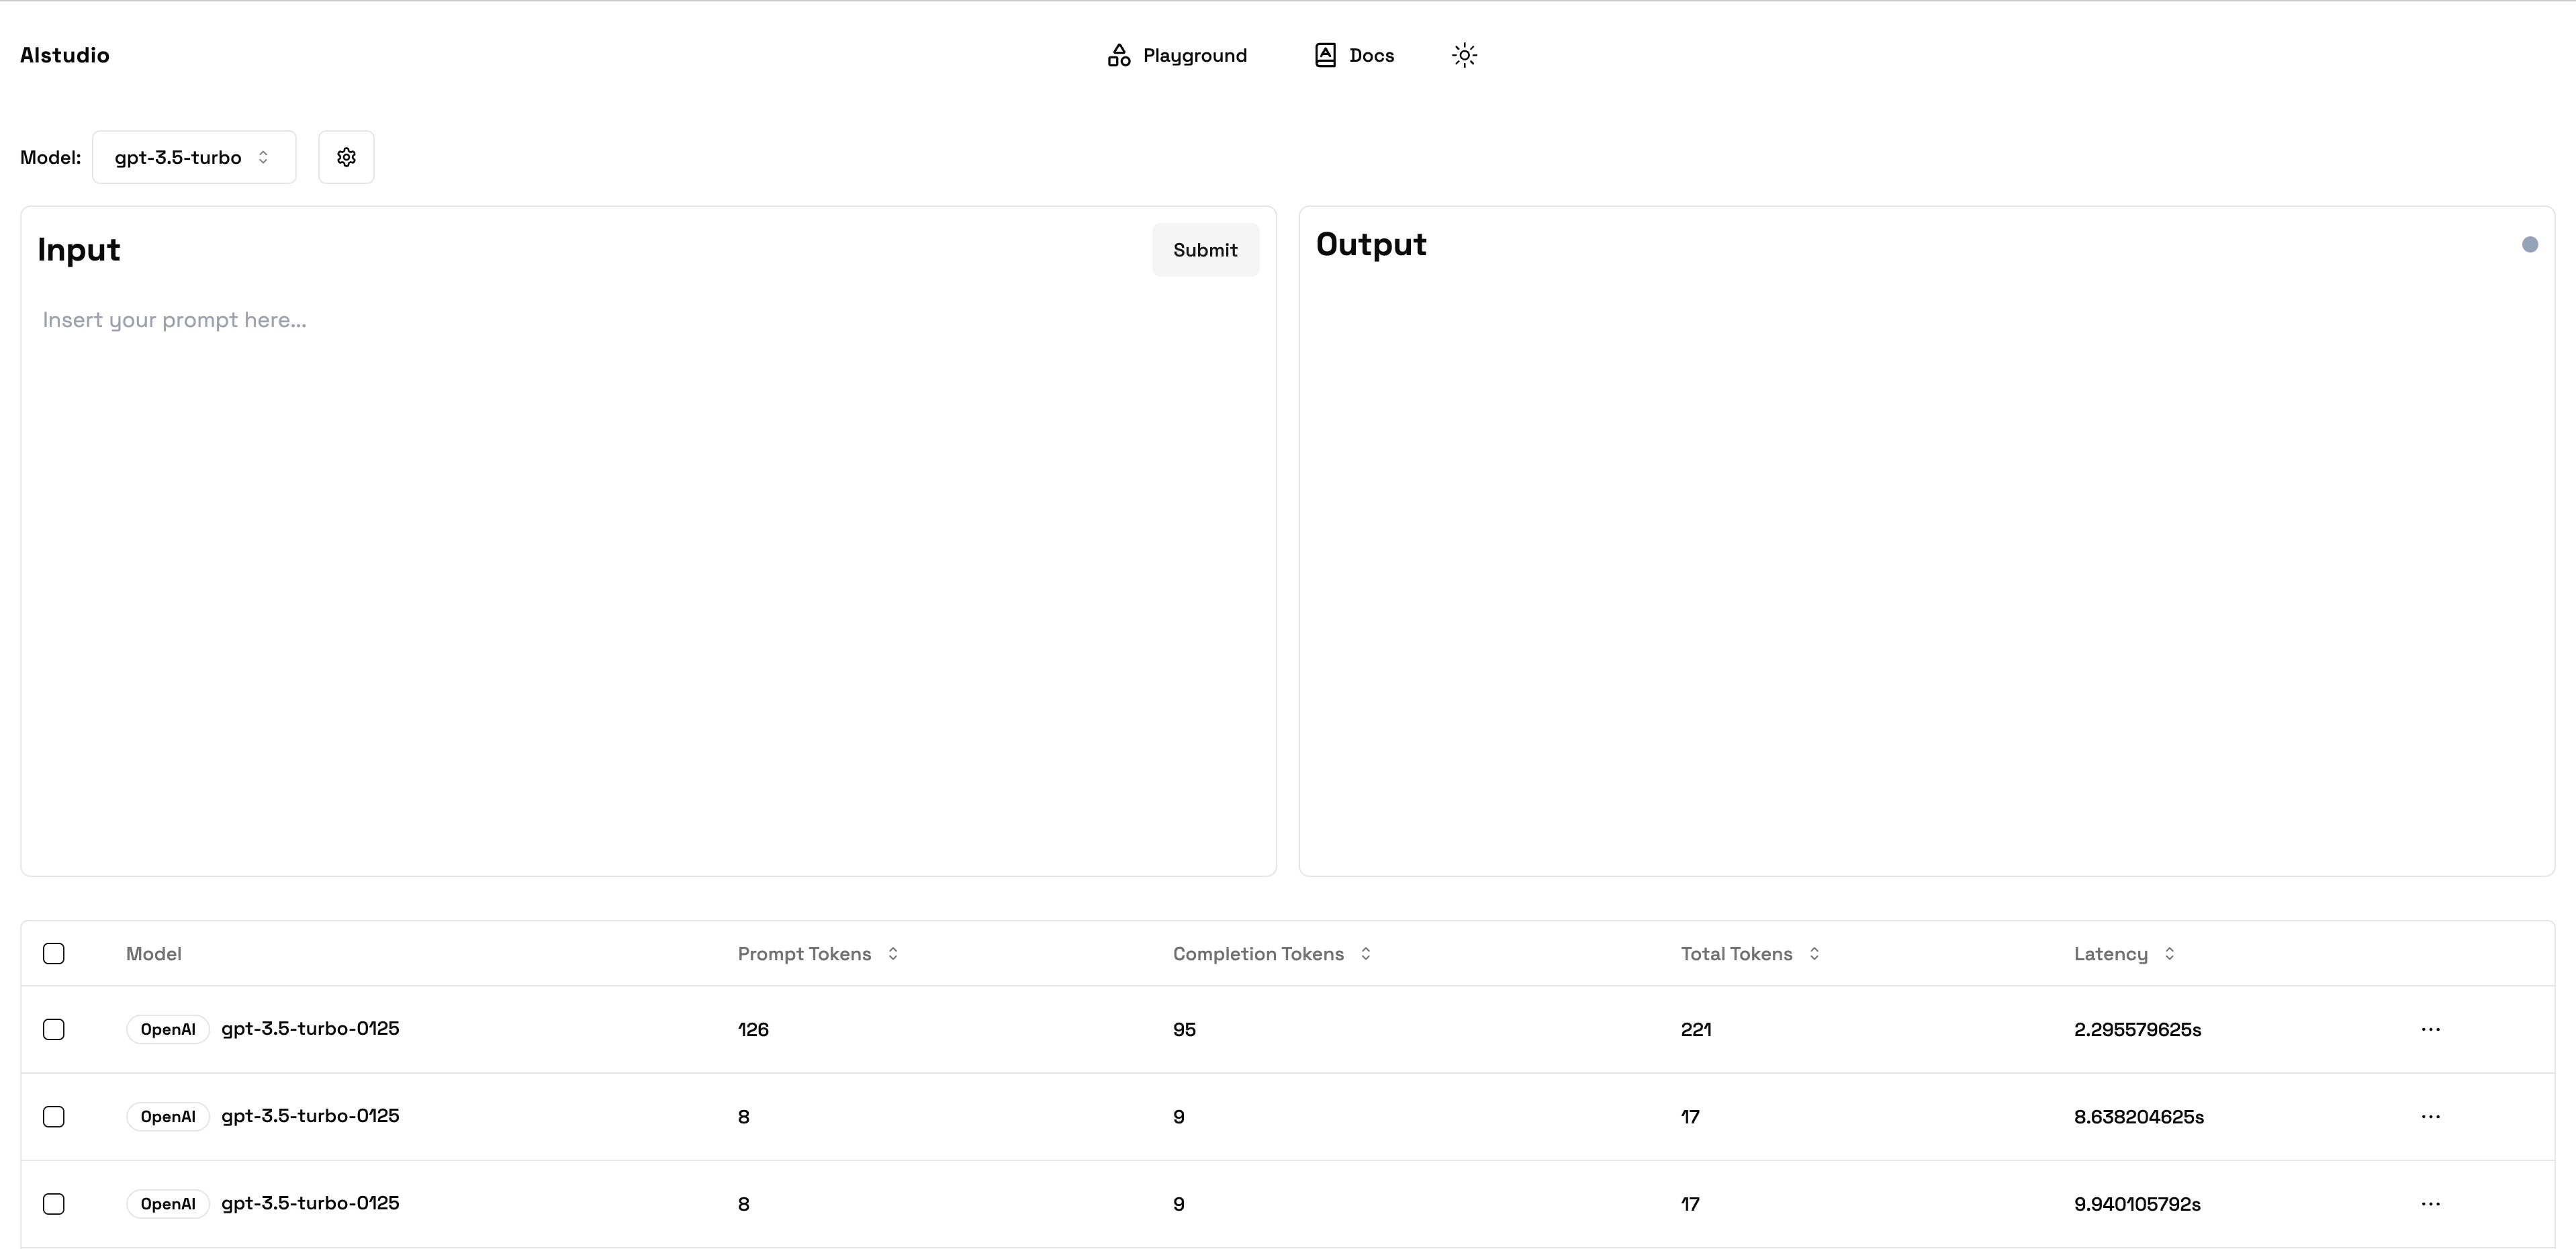 AIstudio
Playground
Docs
Model:
gpt-3.5-turbo
Input
Submit
Insert your prompt here...
Output
Model Prompt Tokens Completion Tokens Total Tokens Latency
OpenAI gpt-3.5-turbo-0125 126 95 221 2.295579625s ...
OpenAI gpt-3.5-turbo-0125 8 9 17 8.638204625s ...
OpenAI gpt-3.5-turbo-0125 8 9 17 9.940105792s ...